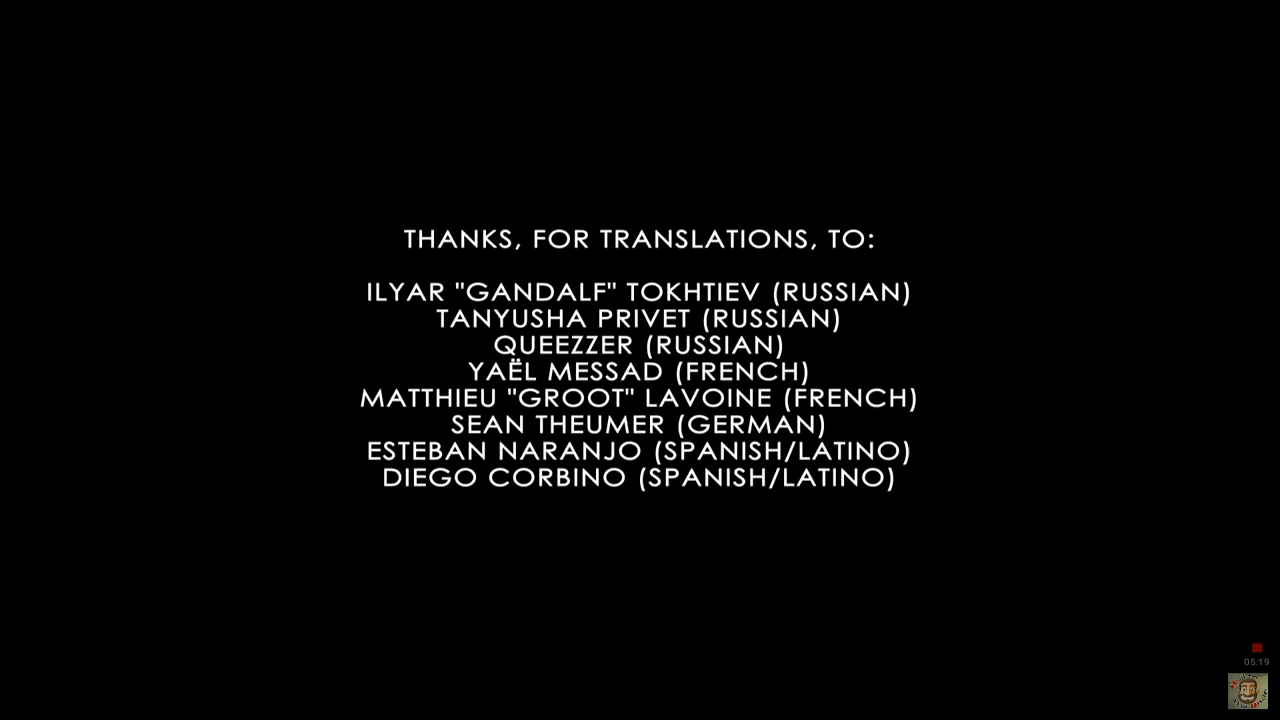 THANKS, FOR TRANSLATIONS, TO:
ILYAR "GANDALF" TOKHTIEV (RUSSIAN)
TANYUSHA PRIVET (RUSSIAN)
QUEEZZER (RUSSIAN)
YAËL MESSAD (FRENCH)
MATTHIEU "GROOT" LAVOINE (FRENCH)
SEAN THEUMER (GERMAN)
ESTEBAN NARANJO (SPANISH/LATINO)
DIEGO CORBINO (SPANISH/LATINO)
05:19